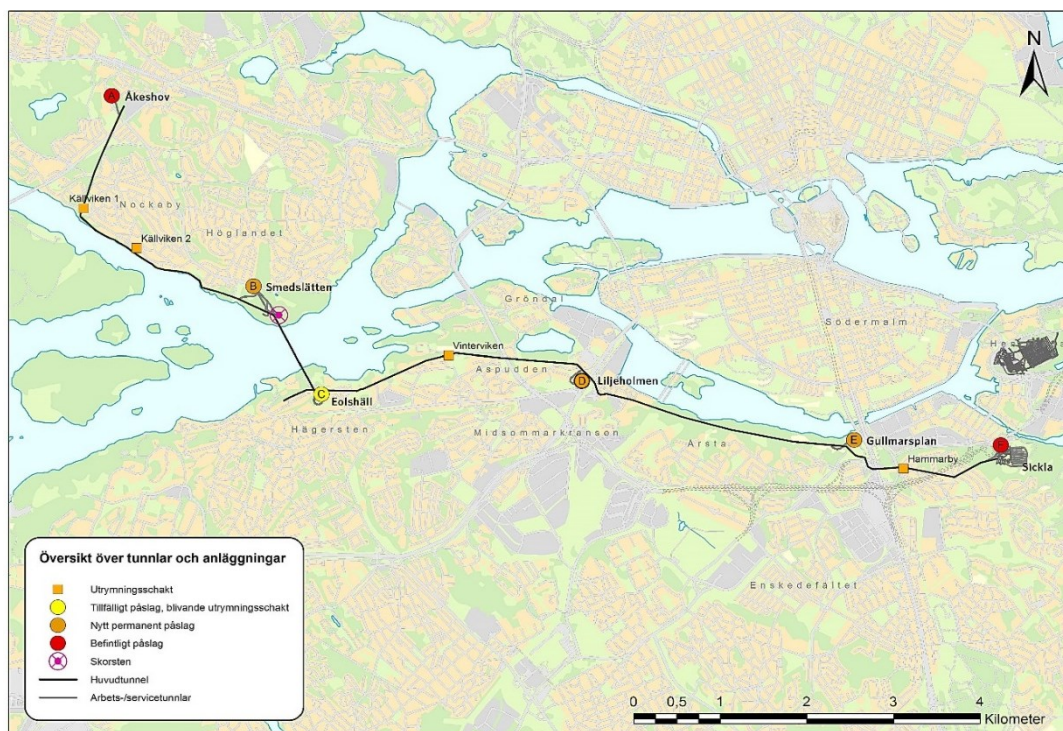 N
A
Åkeshov
Källviken 1
Nockeby
Källviken 2
Höglandet
B
Smedslätten
Gröndal
Södermalm
Vinterviken
Aspudden
D
Liljeholmen
C
Eolshäll
Hägersten
Midsommarkransen
Årsta
E
Gullmarsplan
Hammarby
Sickla
Enskedefältet
Översikt över tunnlar och anläggningar
Utrymningsschakt
Tillfälligt påslag, blivande utrymningsschakt
Nytt permanent påslag
Befintligt påslag
Skorsten
Huvudtunnel
Arbets-/servicetunnlar
0 0,5 1 2 3 4
Kilometer